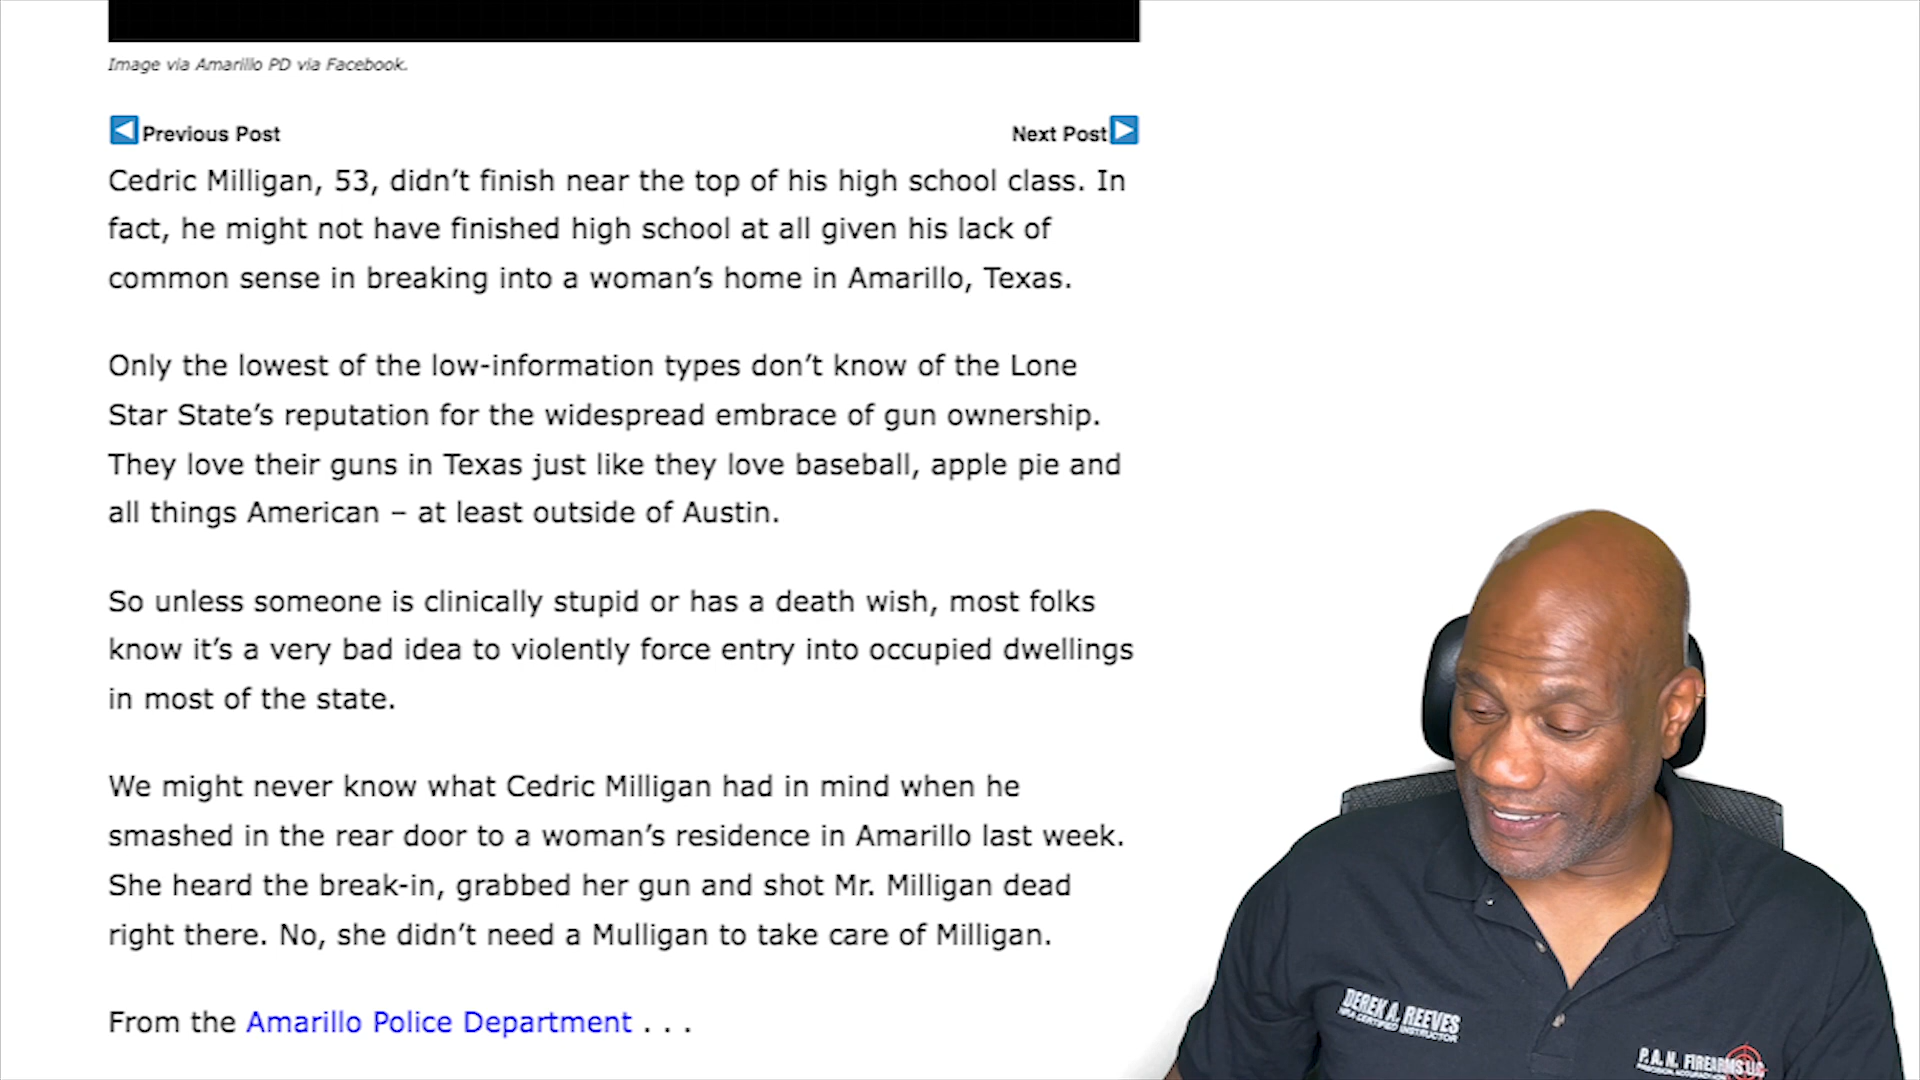 Image via Amarillo PD via Facebook.
Previous Post
Next Post
Cedric Milligan, 53, didn’t finish near the top of his high school class. In
fact, he might not have finished high school at all given his lack of
common sense in breaking into a woman’s home in Amarillo, Texas.
Only the lowest of the low-information types don’t know of the Lone
Star State’s reputation for the widespread embrace of gun ownership.
They love their guns in Texas just like they love baseball, apple pie and
all things American – at least outside of Austin.
So unless someone is clinically stupid or has a death wish, most folks
know it’s a very bad idea to violently force entry into occupied dwellings
in most of the state.
We might never know what Cedric Milligan had in mind when he
smashed in the rear door to a woman’s residence in Amarillo last week.
She heard the break-in, grabbed her gun and shot Mr. Milligan dead
right there. No, she didn’t need a Mulligan to take care of Milligan.
From the Amarillo Police Department . . .
DEREK A. REEVES
NRA CERTIFIED INSTRUCTOR
P.A.N. FIREARMS LLC